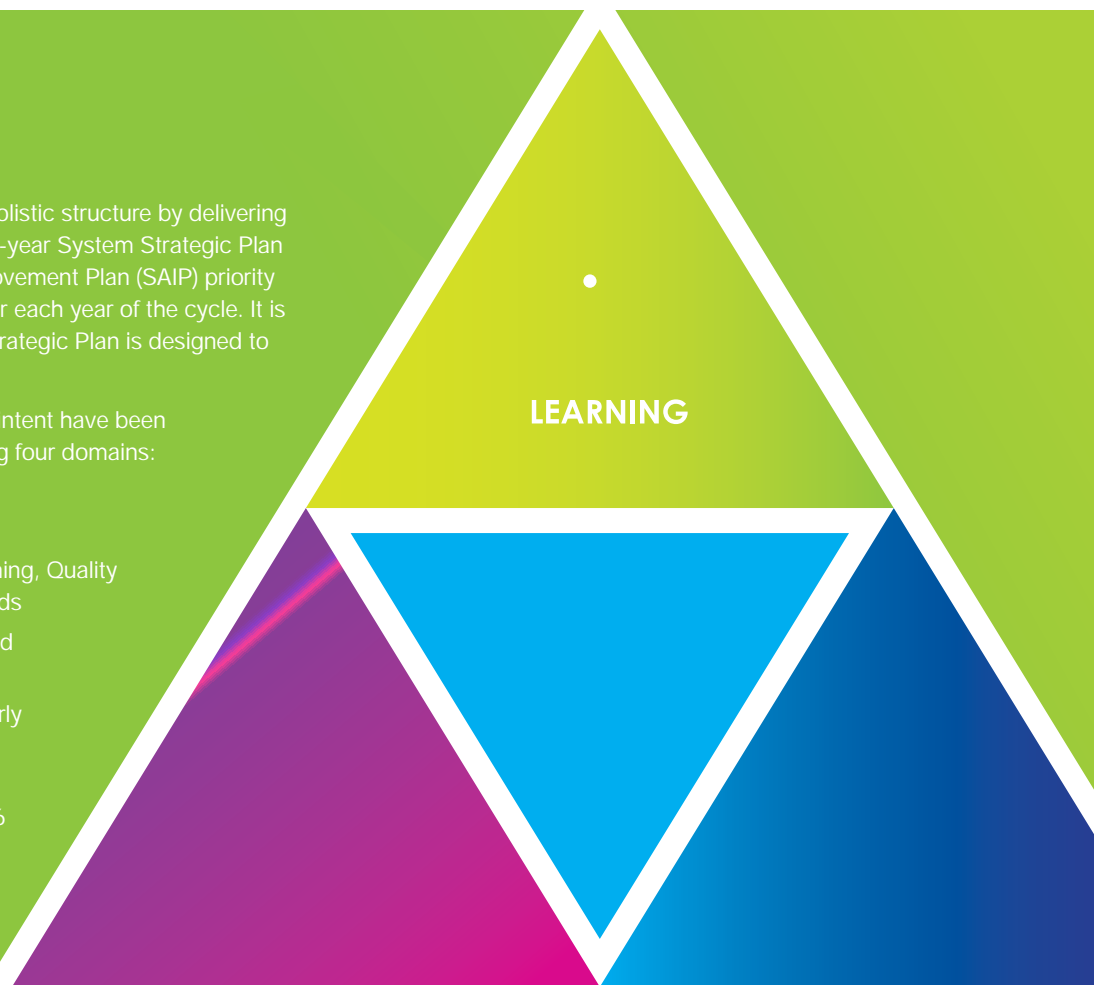 olistic structure by delivering
-year System Strategic Plan
ovement Plan (SAIP) priority
r each year of the cycle. It is
rategic Plan is designed to
ntent have been
g four domains:
ning, Quality
ds
d
rly
%
LEARNING